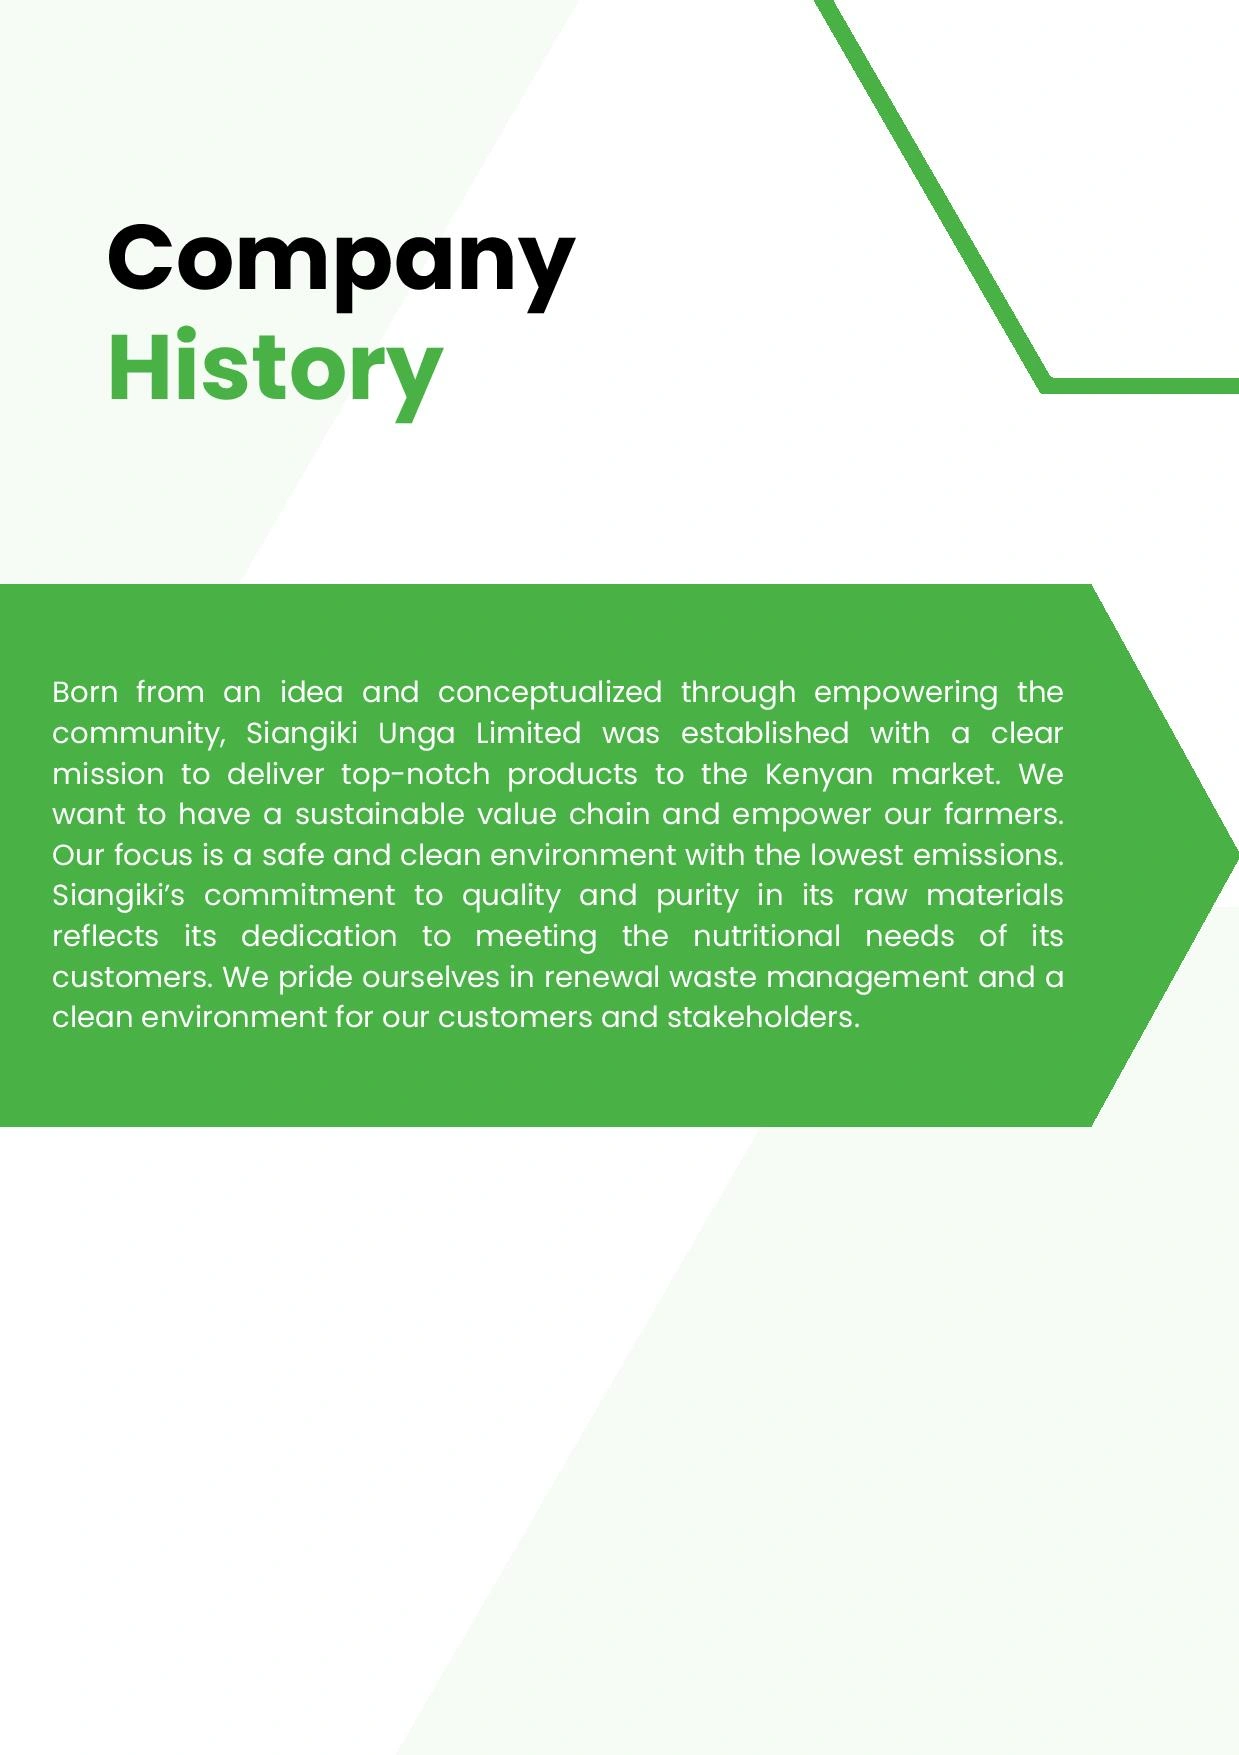 Company
History
Born from an idea and conceptualized through empowering the
community, Siangiki Unga Limited was established with a clear
mission to deliver top-notch products to the Kenyan market. We
want to have a sustainable value chain and empower our farmers.
Our focus is a safe and clean environment with the lowest emissions.
Siangiki’s commitment to quality and purity in its raw materials
reflects its dedication to meeting the nutritional needs of its
customers. We pride ourselves in renewal waste management and a
clean environment for our customers and stakeholders.